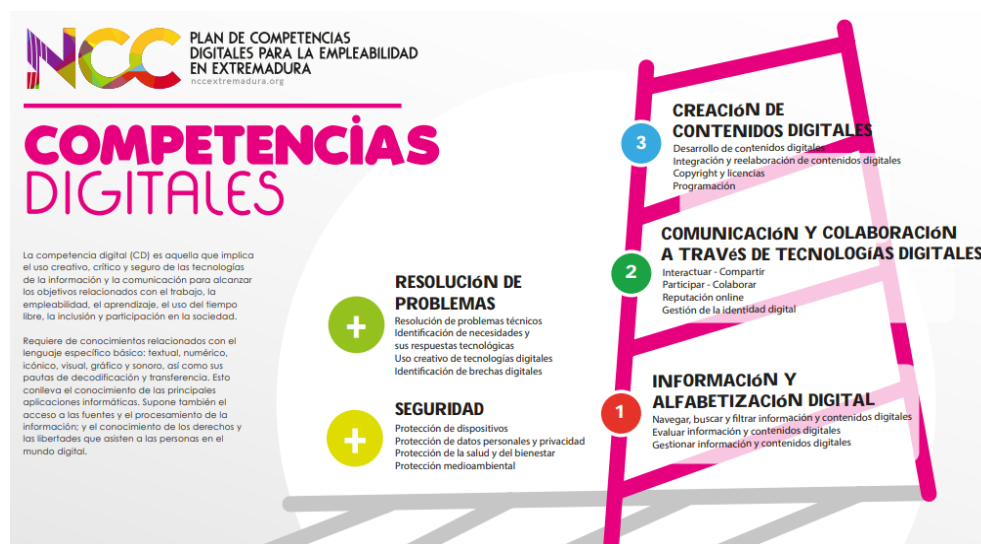 NCC
PLAN DE COMPETENCIAS
DIGITALES PARA LA EMPLEABILIDAD
EN EXTREMADURA
nccextremadura.org
COMPETENCIAS
DIGITALES
La competencia digital (CD) es aquella que implica
el uso creativo, crítico y seguro de las tecnologías
de la información y la comunicación para alcanzar
los objetivos relacionados con el trabajo, la
empleabilidad, el aprendizaje, el uso del tiempo
libre, la inclusión y participación en la sociedad.
Requiere de conocimientos relacionados con el
lenguaje específico básico: textual, numérico,
icónico, visual, gráfico y sonoro, así como sus
pautas de decodificación y transferencia. Esto
conlleva el conocimiento de las principales
aplicaciones informáticas. Supone también el
acceso a las fuentes y el procesamiento de la
información; y el conocimiento de los derechos y
las libertades que asisten a las personas en el
mundo digital.
+
RESOLUCIÓN DE
PROBLEMAS
Resolución de problemas técnicos
Identificación de necesidades y
sus respuestas tecnológicas
Uso creativo de tecnologías digitales
Identificación de brechas digitales
+
SEGURIDAD
Protección de dispositivos
Protección de datos personales y privacidad
Protección de la salud y del bienestar
Protección medioambiental
3
CREACIÓN DE
CONTENIDOS DIGITALES
Desarrollo de contenidos digitales
Integración y reelaboración de contenidos digitales
Copyright y licencias
Programación
2
COMUNICACIÓN Y COLABORACIÓN
A TRAVÉS DE TECNOLOGÍAS DIGITALES
Interactuar - Compartir
Participar - Colaborar
Reputación online
Gestión de la identidad digital
1
INFORMACIÓN Y
ALFABETIZACIÓN DIGITAL
Navegar, buscar y filtrar información y contenidos digitales
Evaluar información y contenidos digitales
Gestionar información y contenidos digitales